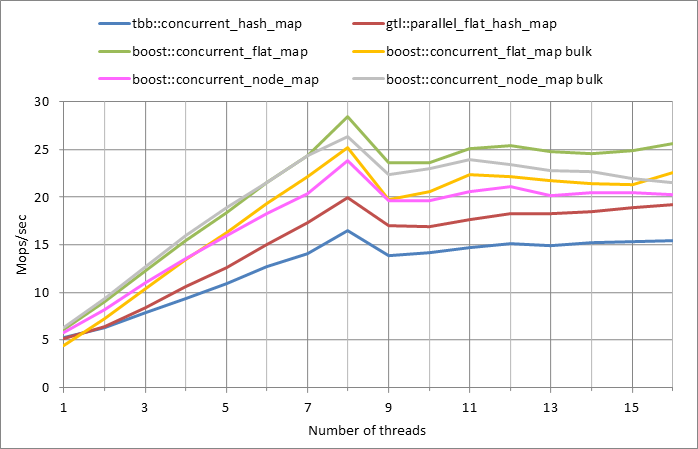 tbb::concurrent_hash_map gtl::parallel_flat_hash_map
boost::concurrent_flat_map boost::concurrent_flat_map bulk
boost::concurrent_node_map boost::concurrent_node_map bulk
30
25
20
15
10
5
0
Mops/sec
1 3 5 7 9 11 13 15
Number of threads